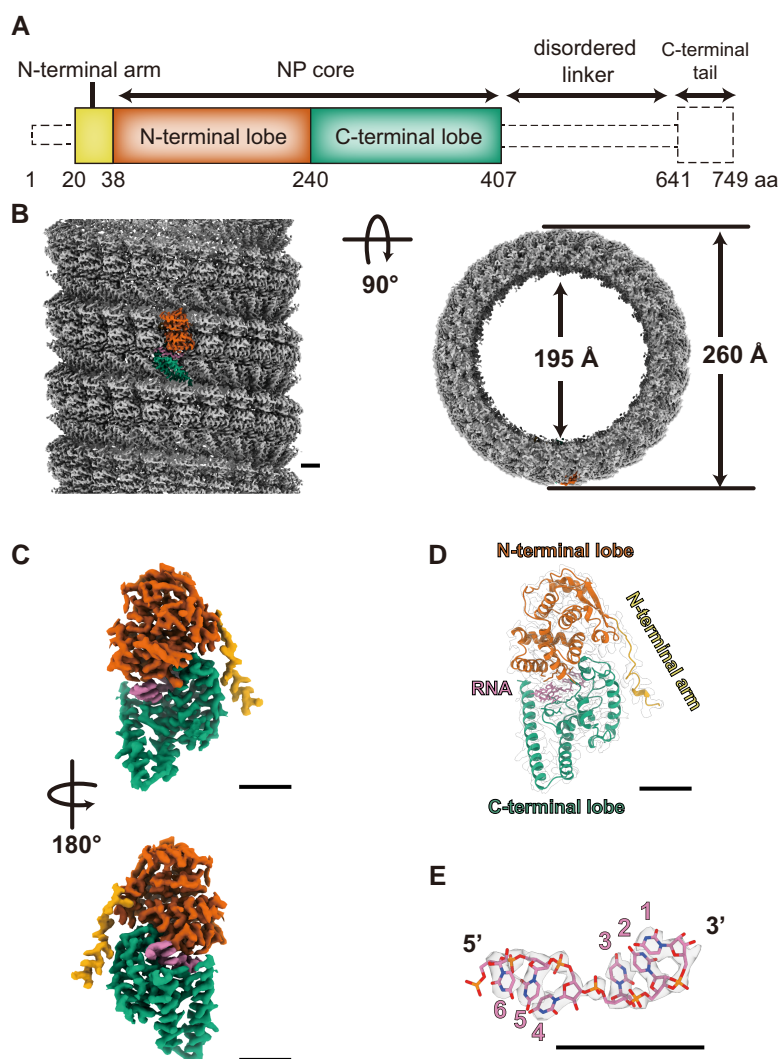 A
N-terminal arm
NP core
disordered
linker
C-terminal
tail
N-terminal lobe
C-terminal lobe
1 20 38 240 407 641 749 aa
B
90°
195 Å
260 Å
C
180°
D
N-terminal lobe
N-terminal arm
RNA
C-terminal lobe
E
5’
3 2 1
3’
6 5 4